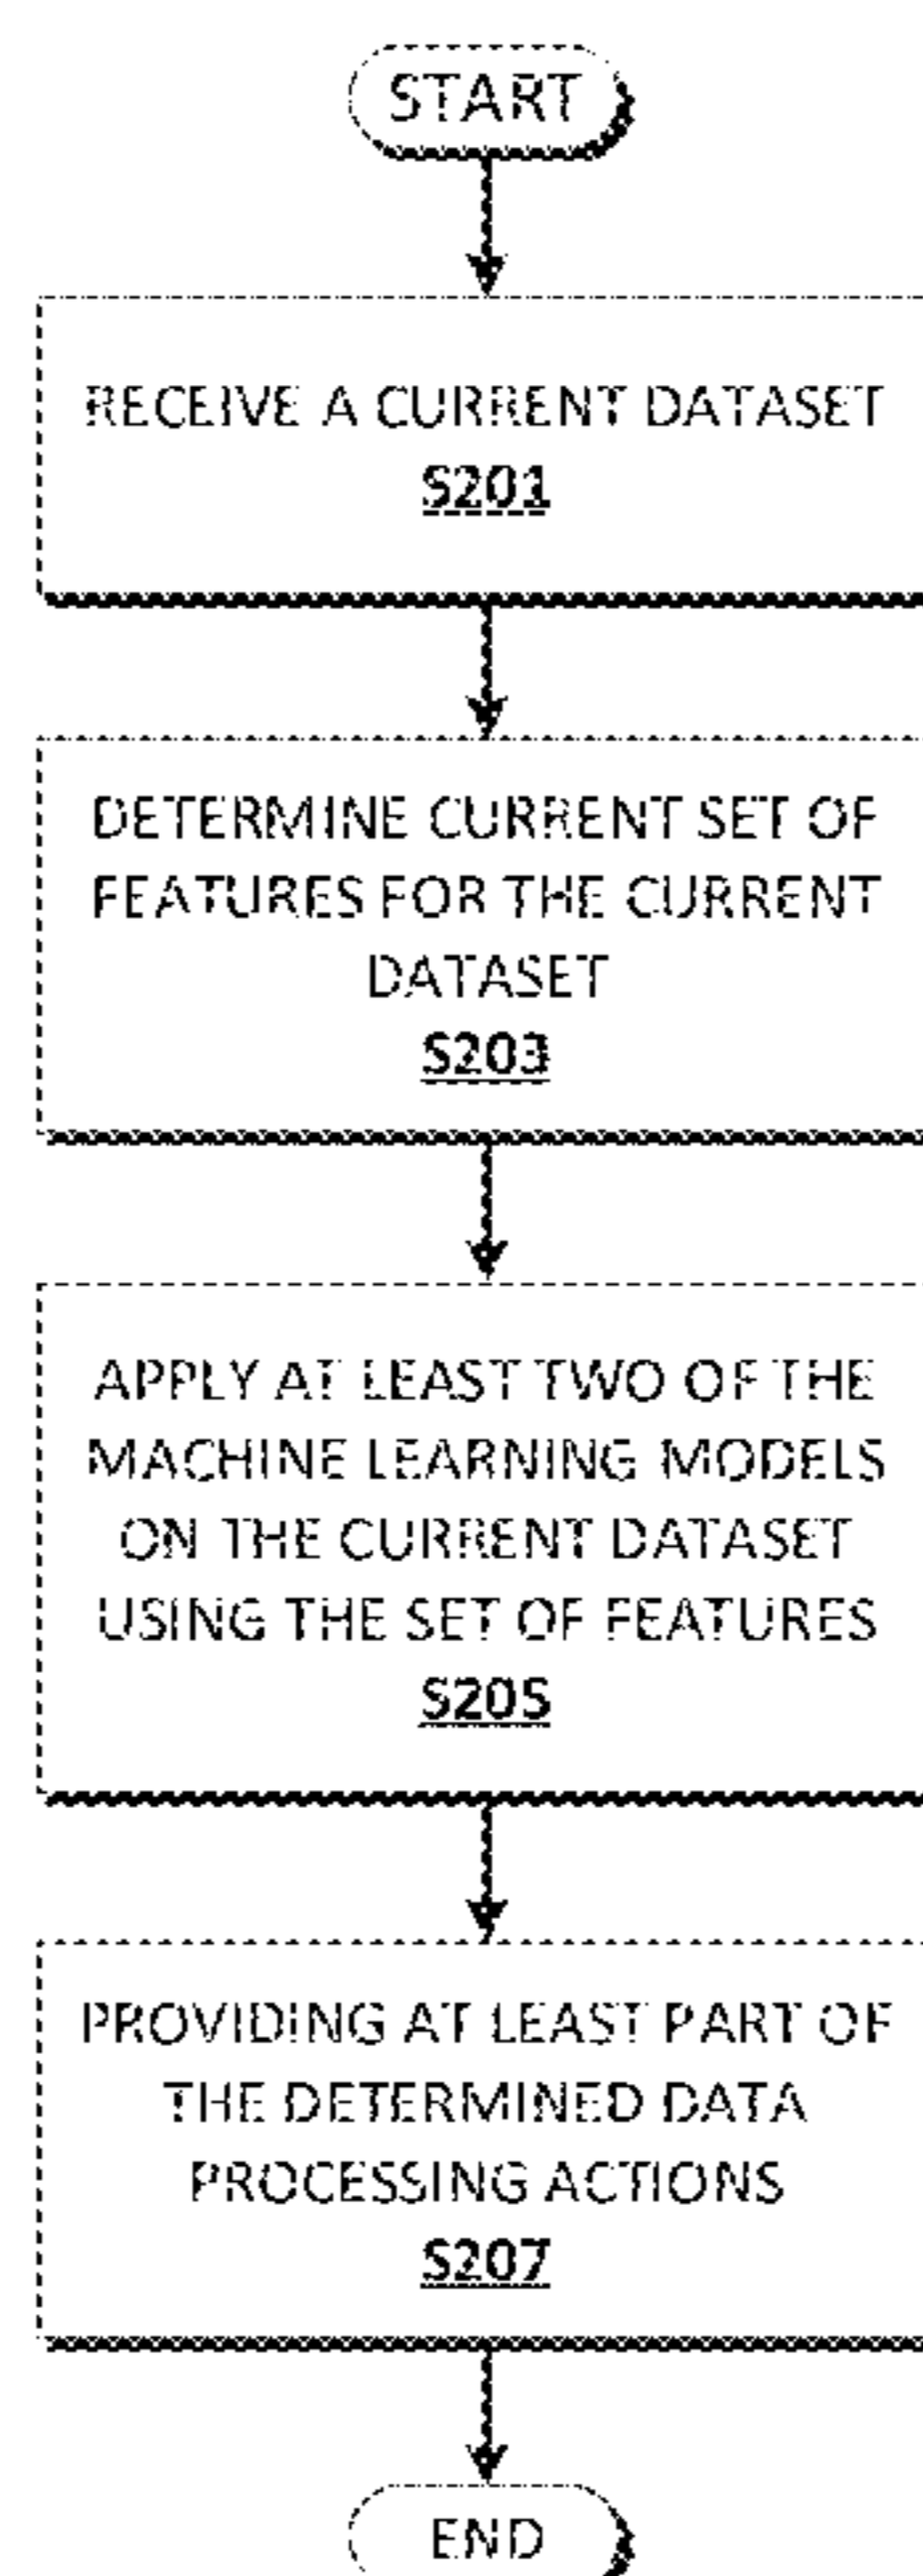 START
RECEIVE A CURRENT DATASET
S201
DETERMINE CURRENT SET OF
FEATURES FOR THE CURRENT
DATASET
S203
APPLY AT LEAST TWO OF THE
MACHINE LEARNING MODELS
ON THE CURRENT DATASET
USING THE SET OF FEATURES
S205
PROVIDING AT LEAST PART OF
THE DETERMINED DATA
PROCESSING ACTIONS
S207
END